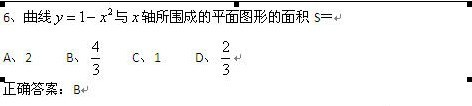 6、曲线 y = 1 − x² 与 x 轴所围成的平面图形的面积 S=↵
A、2 B、4/3 C、1 D、2/3↵
正确答案：B↵